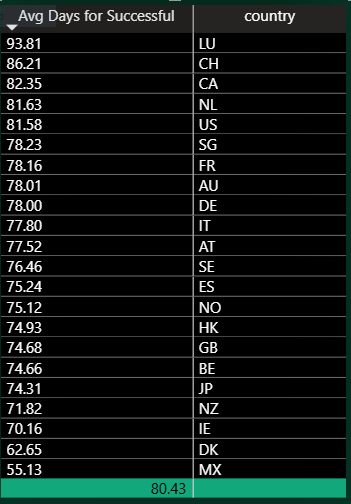 Avg Days for Successful country
93.81 LU
86.21 CH
82.35 CA
81.63 NL
81.58 US
78.23 SG
78.16 FR
78.01 AU
78.00 DE
77.80 IT
77.52 AT
76.46 SE
75.24 ES
75.12 NO
74.93 HK
74.68 GB
74.66 BE
74.31 JP
71.82 NZ
70.16 IE
62.65 DK
55.13 MX
80.43